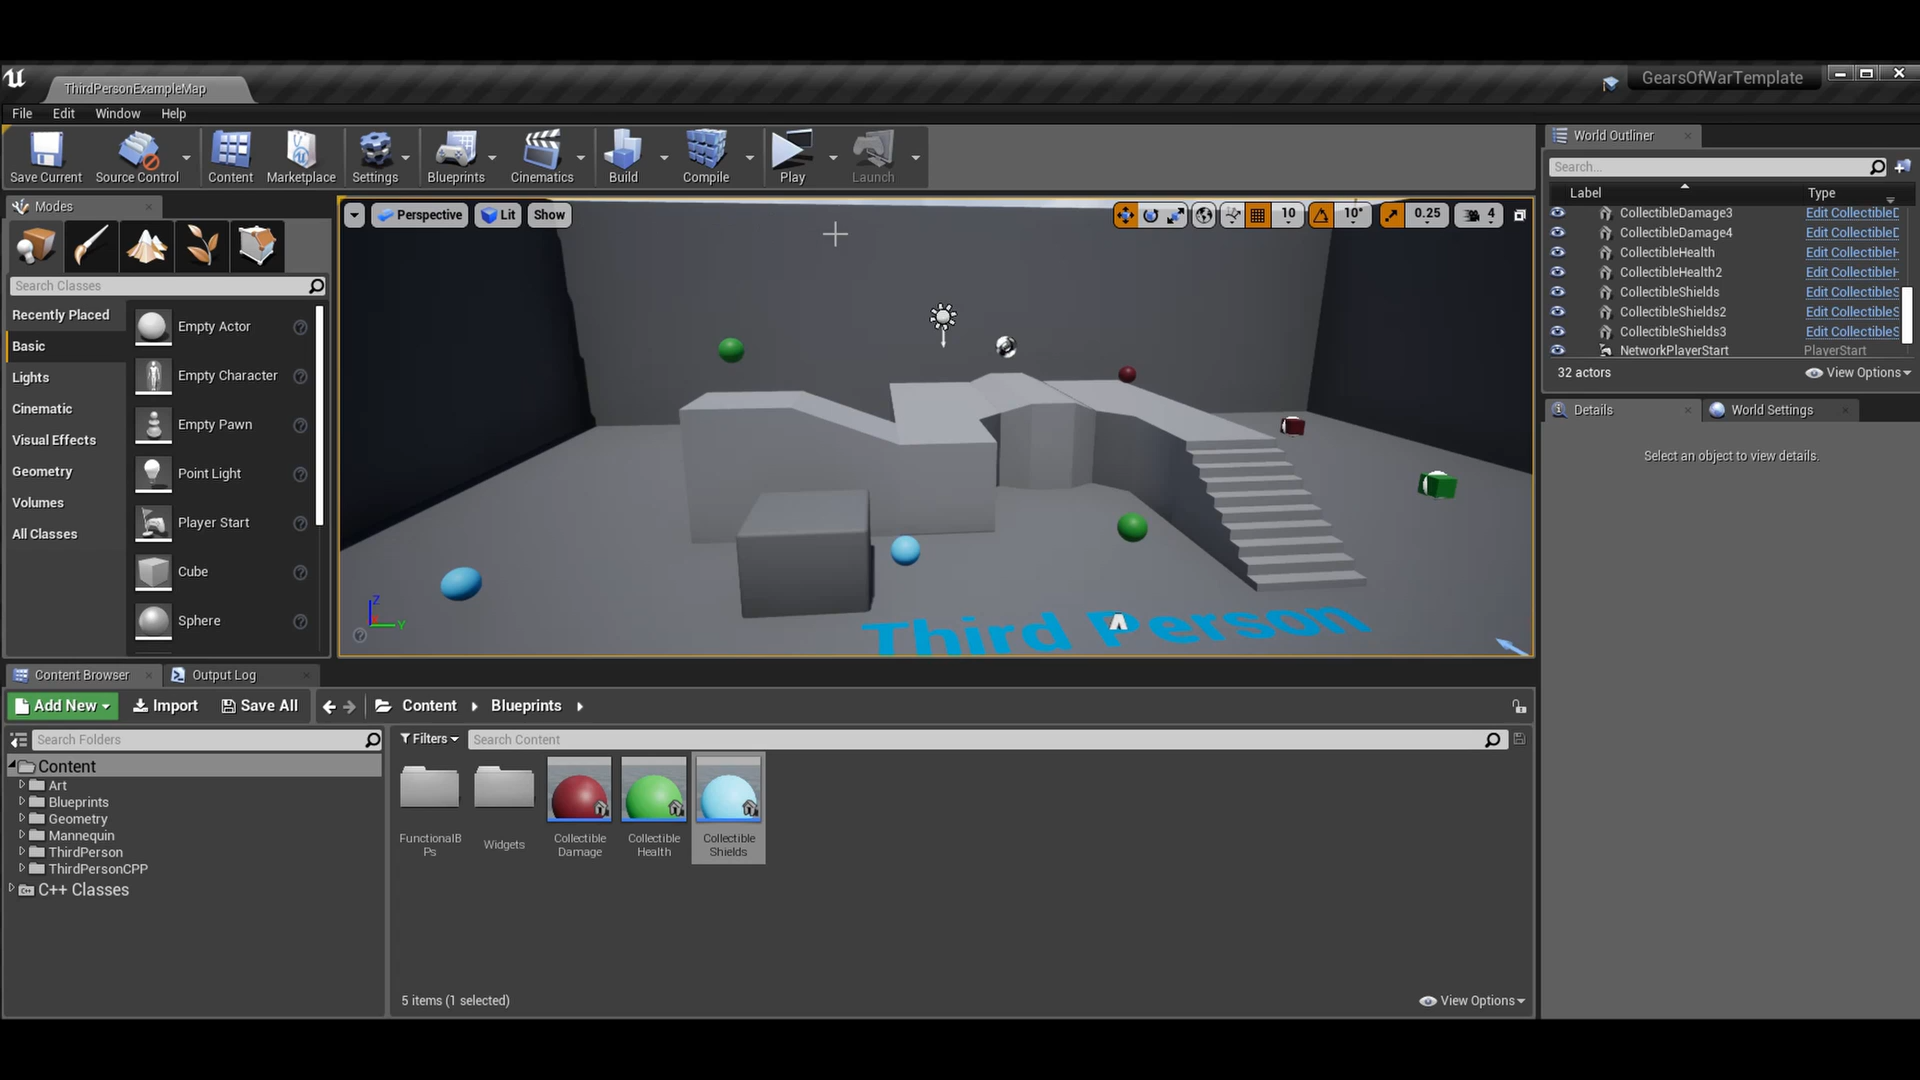 ThirdPersonExampleMap
GearsOfWarTemplate
File Edit Window Help
Save Current Source Control Content Marketplace Settings Blueprints Cinematics Build Compile Play Launch
Modes
Search Classes
Recently Placed
Basic
Lights
Cinematic
Visual Effects
Geometry
Volumes
All Classes
Empty Actor
Empty Character
Empty Pawn
Point Light
Player Start
Cube
Sphere
Perspective Lit Show
10 10° 0.25 4
Z
Y
Third Person
World Outliner
Search...
Label Type
CollectibleDamage3 Edit CollectibleD
CollectibleDamage4 Edit CollectibleD
CollectibleHealth Edit CollectibleH
CollectibleHealth2 Edit CollectibleH
CollectibleShields Edit CollectibleS
CollectibleShields2 Edit CollectibleS
CollectibleShields3 Edit CollectibleS
NetworkPlayerStart PlayerStart
32 actors View Options
Details World Settings
Select an object to view details.
Content Browser Output Log
Add New Import Save All Content Blueprints
Search Folders
Content
Art
Blueprints
Geometry
Mannequin
ThirdPerson
ThirdPersonCPP
C++ Classes
Filters Search Content
FunctionalB
Ps
Widgets
Collectible
Damage
Collectible
Health
Collectible
Shields
5 items (1 selected) View Options